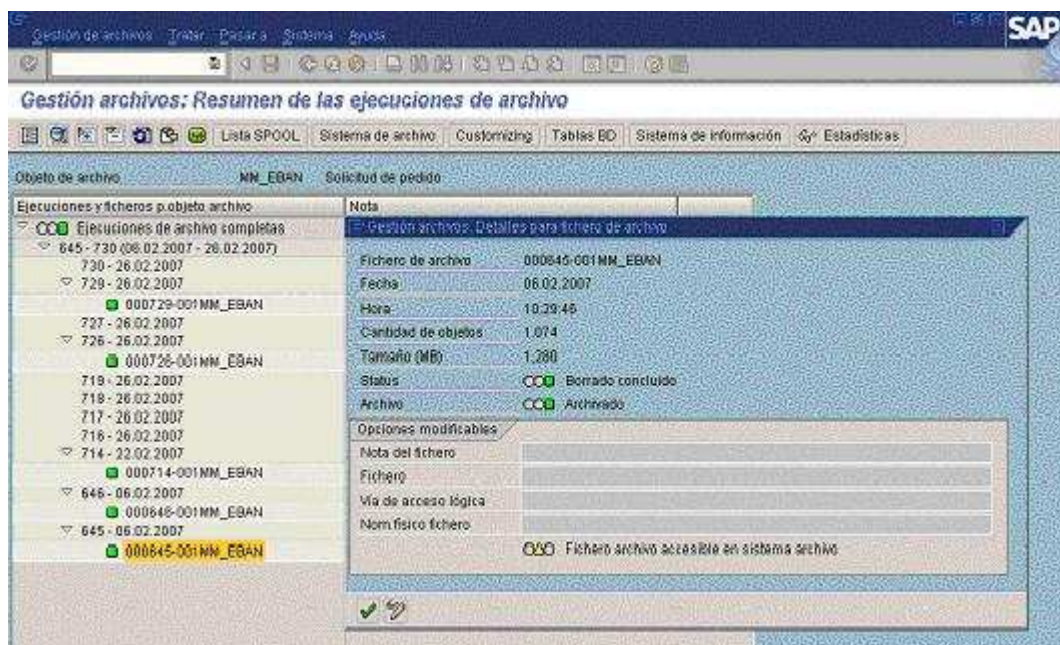 Gestión de archivos Tratar Pasar a Sistema Ayuda
SAP
Gestión archivos: Resumen de las ejecuciones de archivo
Lista SPOOL Sistema de archivo Customizing Tablas BD Sistema de información Estadísticas
Objeto de archivo MM_EBAN Solicitud de pedido
Ejecuciones y ficheros p.objeto archivo Nota
Ejecuciones de archivo completas
645 - 730 (06.02.2007 - 26.02.2007)
730 - 26.02.2007
729 - 26.02.2007
000729-001MM_EBAN
727 - 26.02.2007
726 - 26.02.2007
000726-001MM_EBAN
719 - 26.02.2007
718 - 26.02.2007
717 - 26.02.2007
716 - 26.02.2007
714 - 22.02.2007
000714-001MM_EBAN
646 - 06.02.2007
000646-001MM_EBAN
645 - 06.02.2007
000645-001MM_EBAN
Gestión archivos: Detalles para fichero de archivo
Fichero de archivo 000645-001MM_EBAN
Fecha 06.02.2007
Hora 10:29:46
Cantidad de objetos 1.074
Tamaño (MB) 1,280
Status Borrado concluido
Archivo Archivado
Opciones modificables
Nota del fichero
Fichero
Vía de acceso lógica
Nom.físico fichero
Fichero archivo accesible en sistema archivo